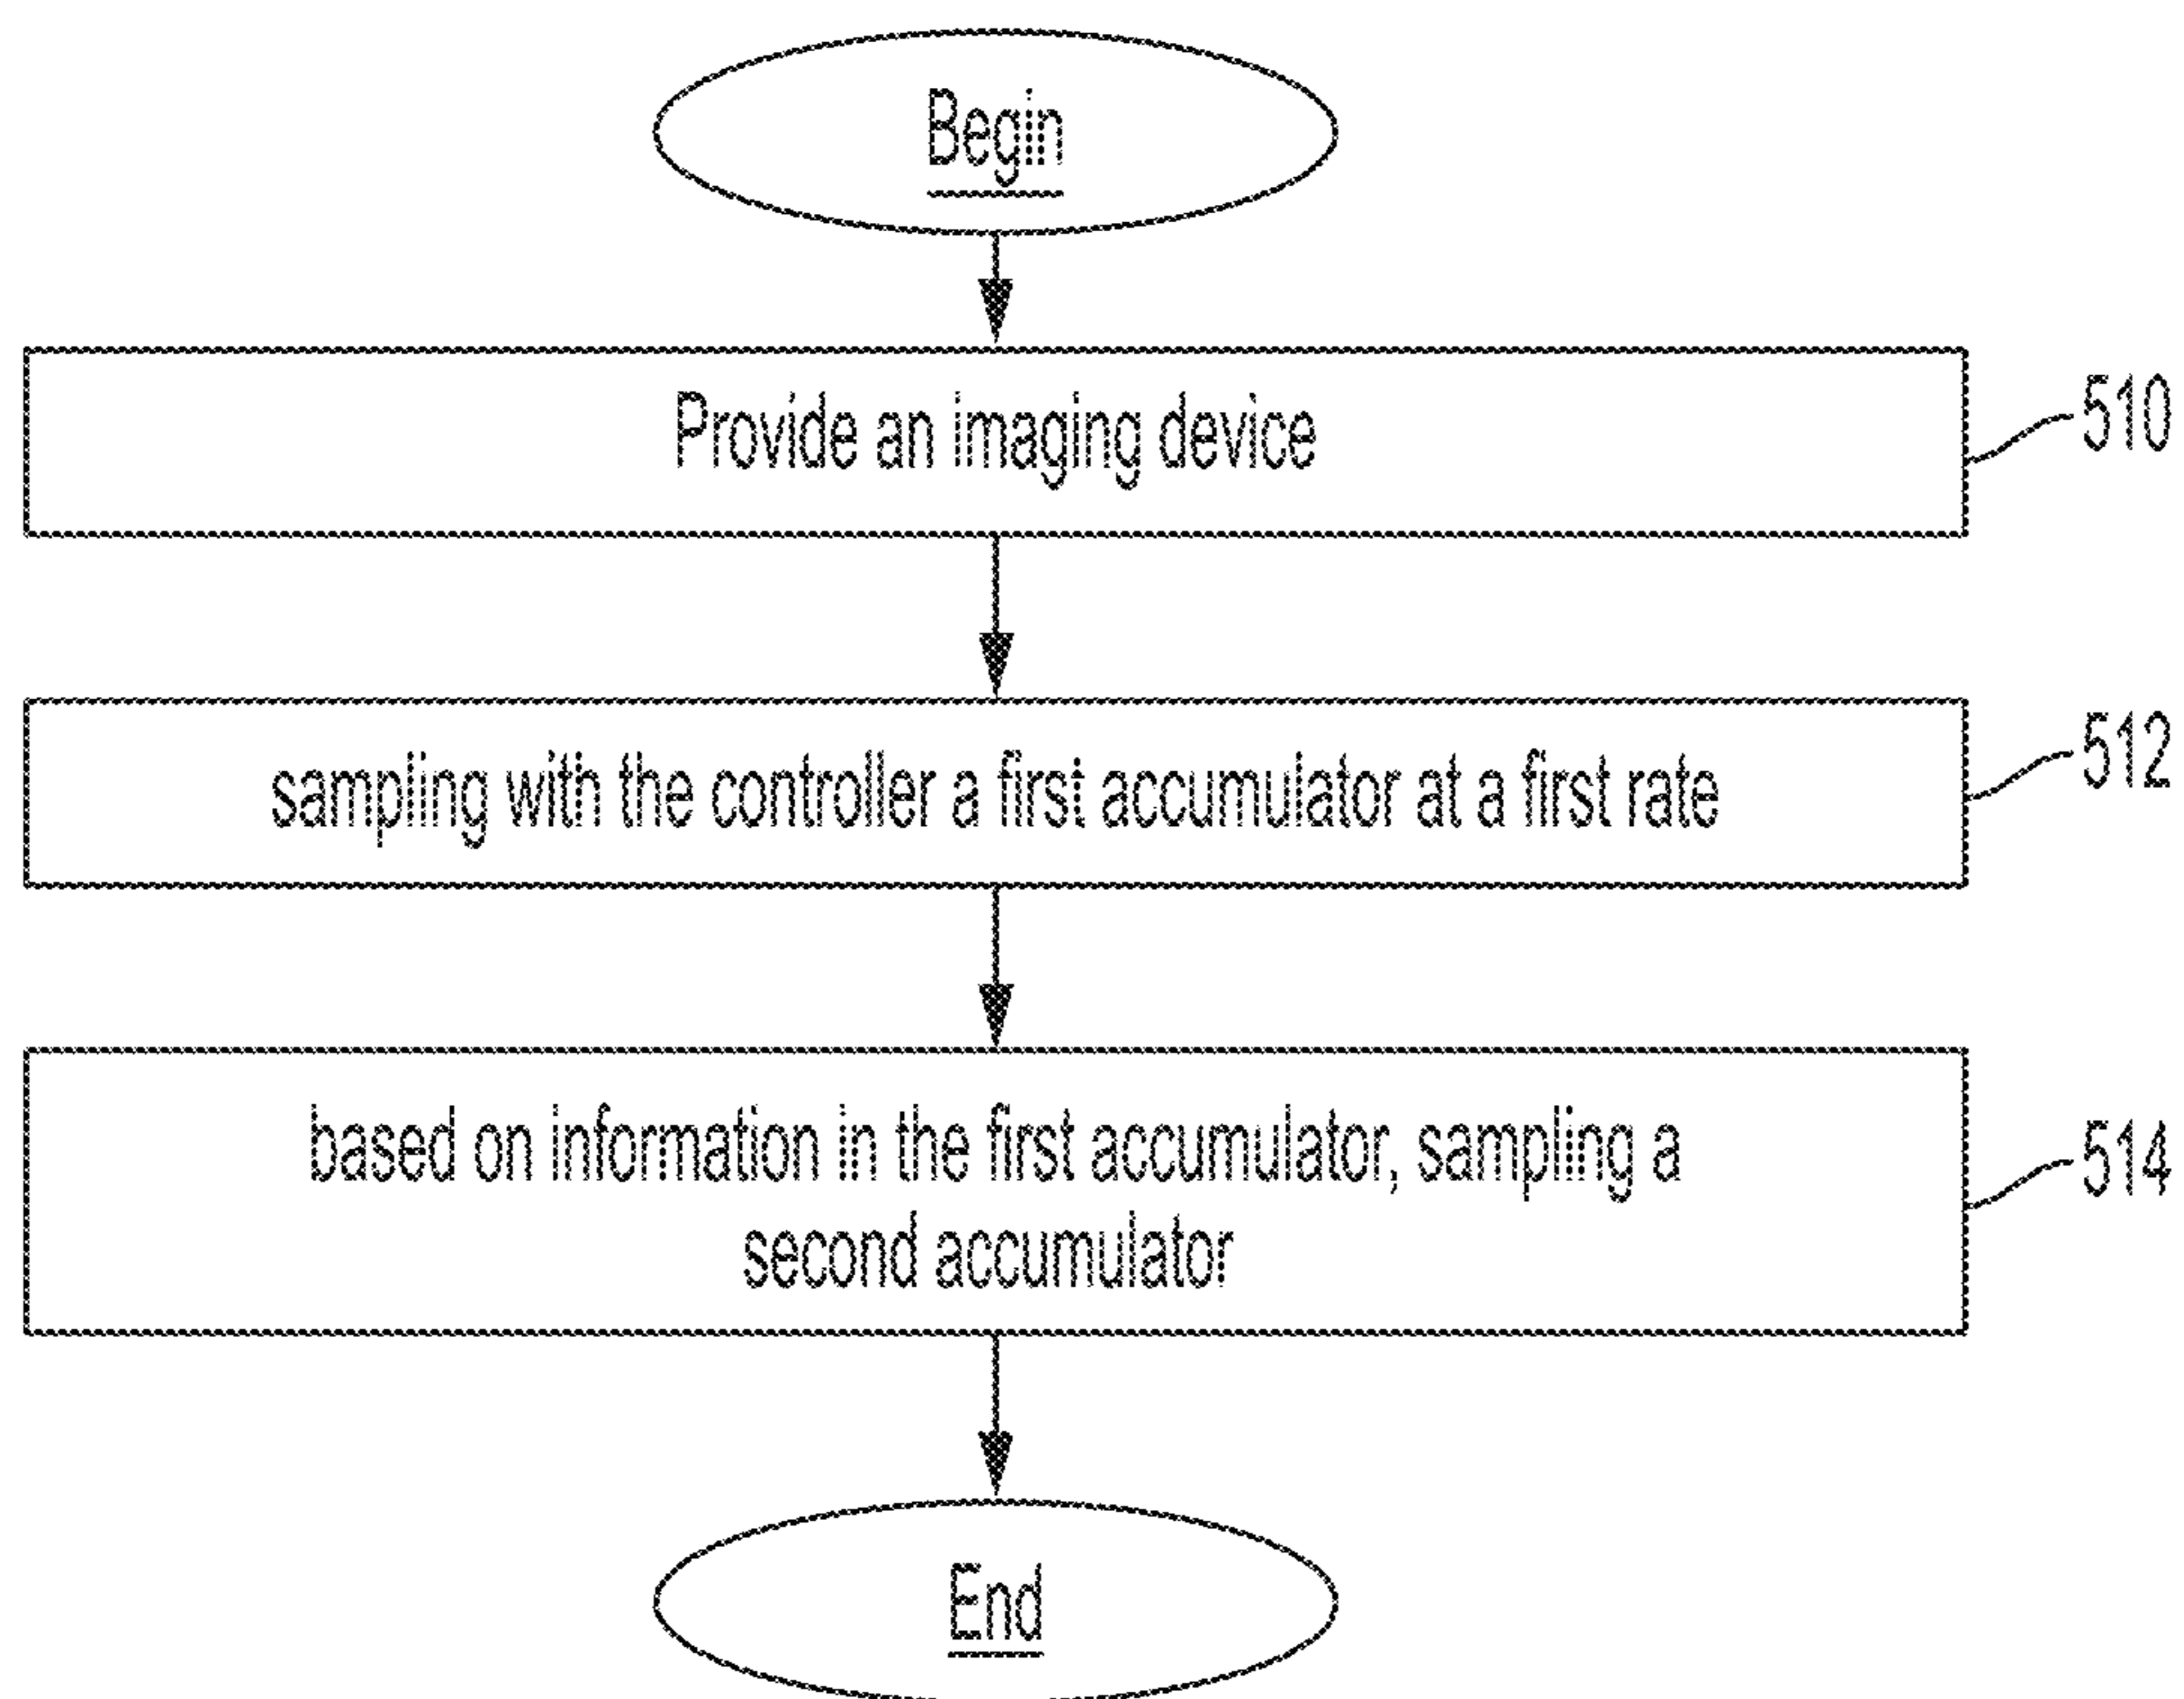 Begin
Provide an imaging device
510
sampling with the controller a first accumulator at a first rate
512
based on information in the first accumulator, sampling a
second accumulator
514
End